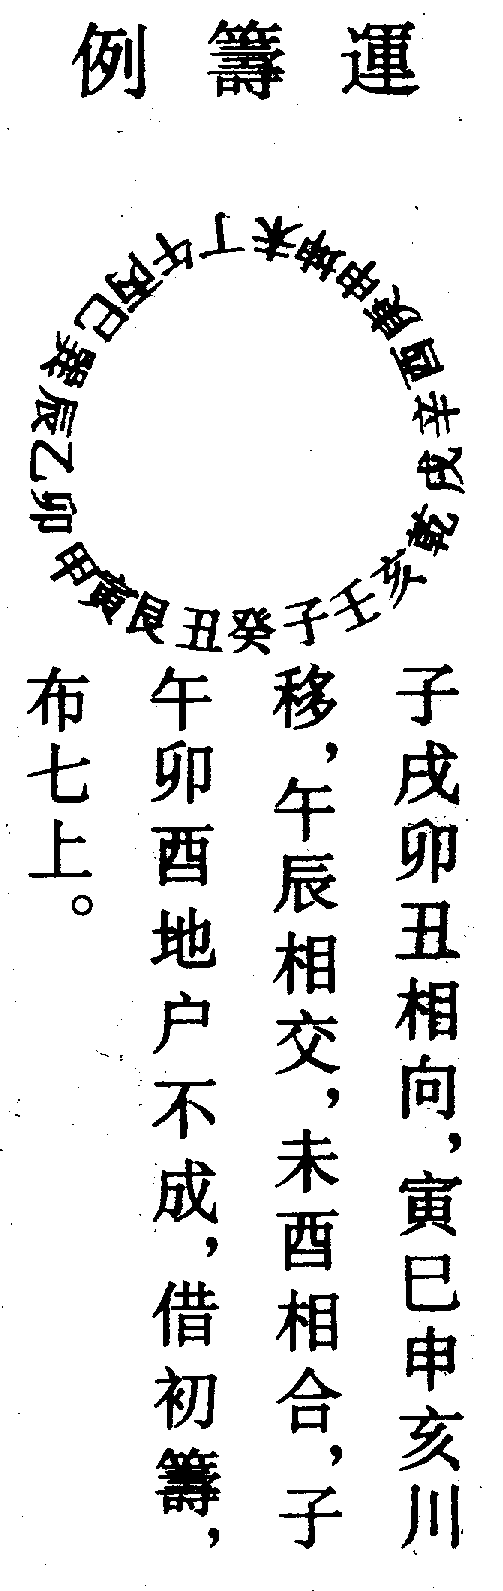 運籌例
子癸丑艮寅甲卯乙辰巽巳丙午丁未坤申庚酉辛戌乾亥壬
子戌卯丑相向，寅巳申亥川
移，午辰相交，未酉相合，子
午卯酉地户不成，借初籌，
布七上。